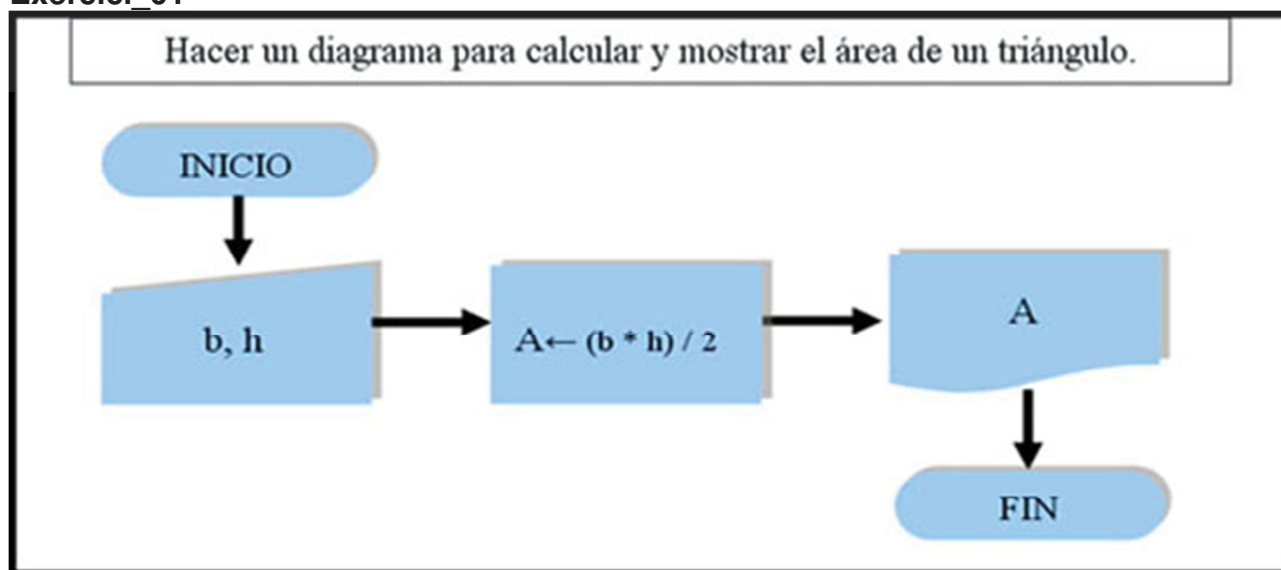 Hacer un diagrama para calcular y mostrar el área de un triángulo.
INICIO
b, h
A← (b * h) / 2
A
FIN